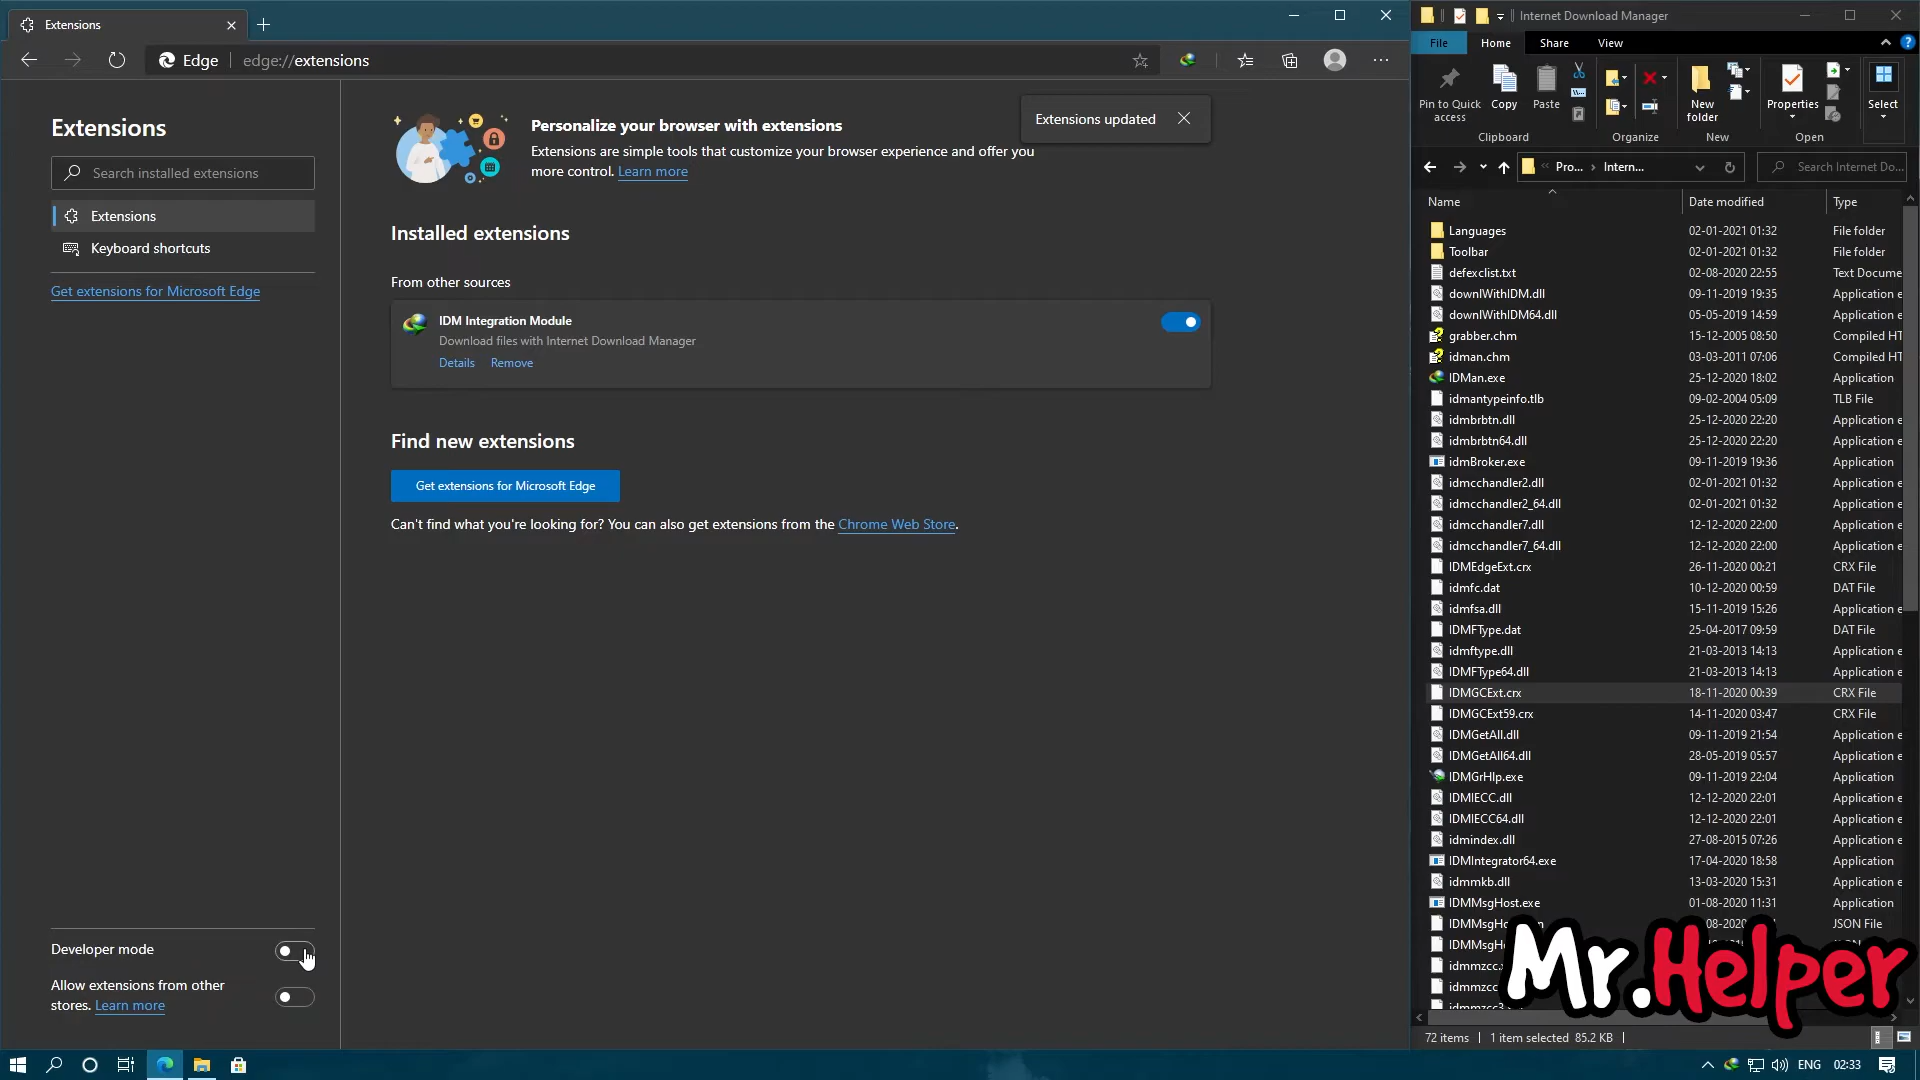 Extensions
Edge
edge://extensions
Extensions
Search installed extensions
Extensions
Keyboard shortcuts
Get extensions for Microsoft Edge
Personalize your browser with extensions
Extensions are simple tools that customize your browser experience and offer you
more control. Learn more
Extensions updated
Installed extensions
From other sources
IDM Integration Module
Download files with Internet Download Manager
Details Remove
Find new extensions
Get extensions for Microsoft Edge
Can't find what you're looking for? You can also get extensions from the Chrome Web Store.
Developer mode
Allow extensions from other
stores. Learn more
Internet Download Manager
File Home Share View
Pin to Quick
access
Copy
Paste
New
folder
Properties
Select
Clipboard Organize New Open
Pro... Intern...
Search Internet Do...
Name Date modified Type
Languages 02-01-2021 01:32 File folder
Toolbar 02-01-2021 01:32 File folder
defexclist.txt 02-08-2020 22:55 Text Docume
downlWithIDM.dll 09-11-2019 19:35 Application e
downlWithIDM64.dll 05-05-2019 14:59 Application e
grabber.chm 15-12-2005 08:50 Compiled HT
idman.chm 03-03-2011 07:06 Compiled HT
IDMan.exe 25-12-2020 18:02 Application
idmantypeinfo.tlb 09-02-2004 05:09 TLB File
idmbrbtn.dll 25-12-2020 22:20 Application e
idmbrbtn64.dll 25-12-2020 22:20 Application e
idmBroker.exe 09-11-2019 19:36 Application
idmcchandler2.dll 02-01-2021 01:32 Application e
idmcchandler2_64.dll 02-01-2021 01:32 Application e
idmcchandler7.dll 12-12-2020 22:00 Application e
idmcchandler7_64.dll 12-12-2020 22:00 Application e
IDMEdgeExt.crx 26-11-2020 00:21 CRX File
idmfc.dat 10-12-2020 00:59 DAT File
idmfsa.dll 15-11-2019 15:26 Application e
IDMFType.dat 25-04-2017 09:59 DAT File
idmftype.dll 21-03-2013 14:13 Application e
IDMFType64.dll 21-03-2013 14:13 Application e
IDMGCExt.crx 18-11-2020 00:39 CRX File
IDMGCExt59.crx 14-11-2020 03:47 CRX File
IDMGetAll.dll 09-11-2019 21:54 Application e
IDMGetAll64.dll 28-05-2019 05:57 Application e
IDMGrHlp.exe 09-11-2019 22:04 Application
IDMIECC.dll 12-12-2020 22:01 Application e
IDMIECC64.dll 12-12-2020 22:01 Application e
idmindex.dll 27-08-2015 07:26 Application e
IDMIntegrator64.exe 17-04-2020 18:58 Application
idmmkb.dll 13-03-2020 15:31 Application e
IDMMsgHost.exe 01-08-2020 11:31 Application
JSON File
Mr.Helper
72 items 1 item selected 85.2 KB
ENG 02:33